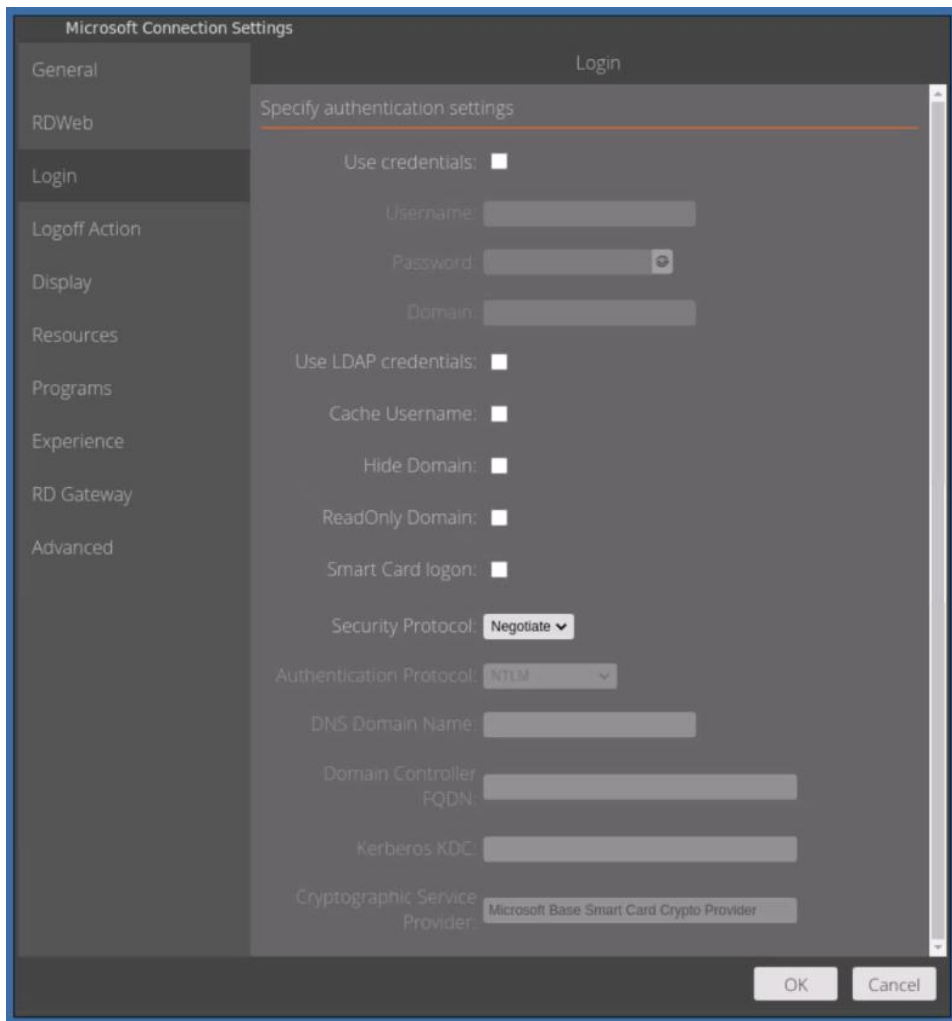 Microsoft Connection Settings
General
RDWeb
Login
Logoff Action
Display
Resources
Programs
Experience
RD Gateway
Advanced
Login
Specify authentication settings
Use credentials:
Username:
Password:
Domain:
Use LDAP credentials:
Cache Username:
Hide Domain:
ReadOnly Domain:
Smart Card logon:
Security Protocol: Negotiate
Authentication Protocol: NTLM
DNS Domain Name:
Domain Controller
FQDN:
Kerberos KDC:
Cryptographic Service
Provider: Microsoft Base Smart Card Crypto Provider
OK Cancel